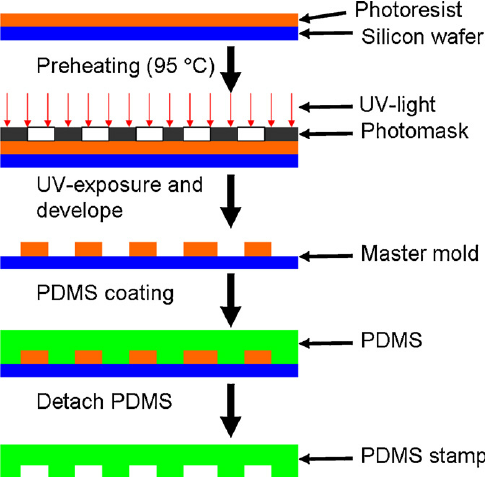 Photoresist
Silicon wafer
Preheating (95 °C)
UV-light
Photomask
UV-exposure and
develope
Master mold
PDMS coating
PDMS
Detach PDMS
PDMS stamp